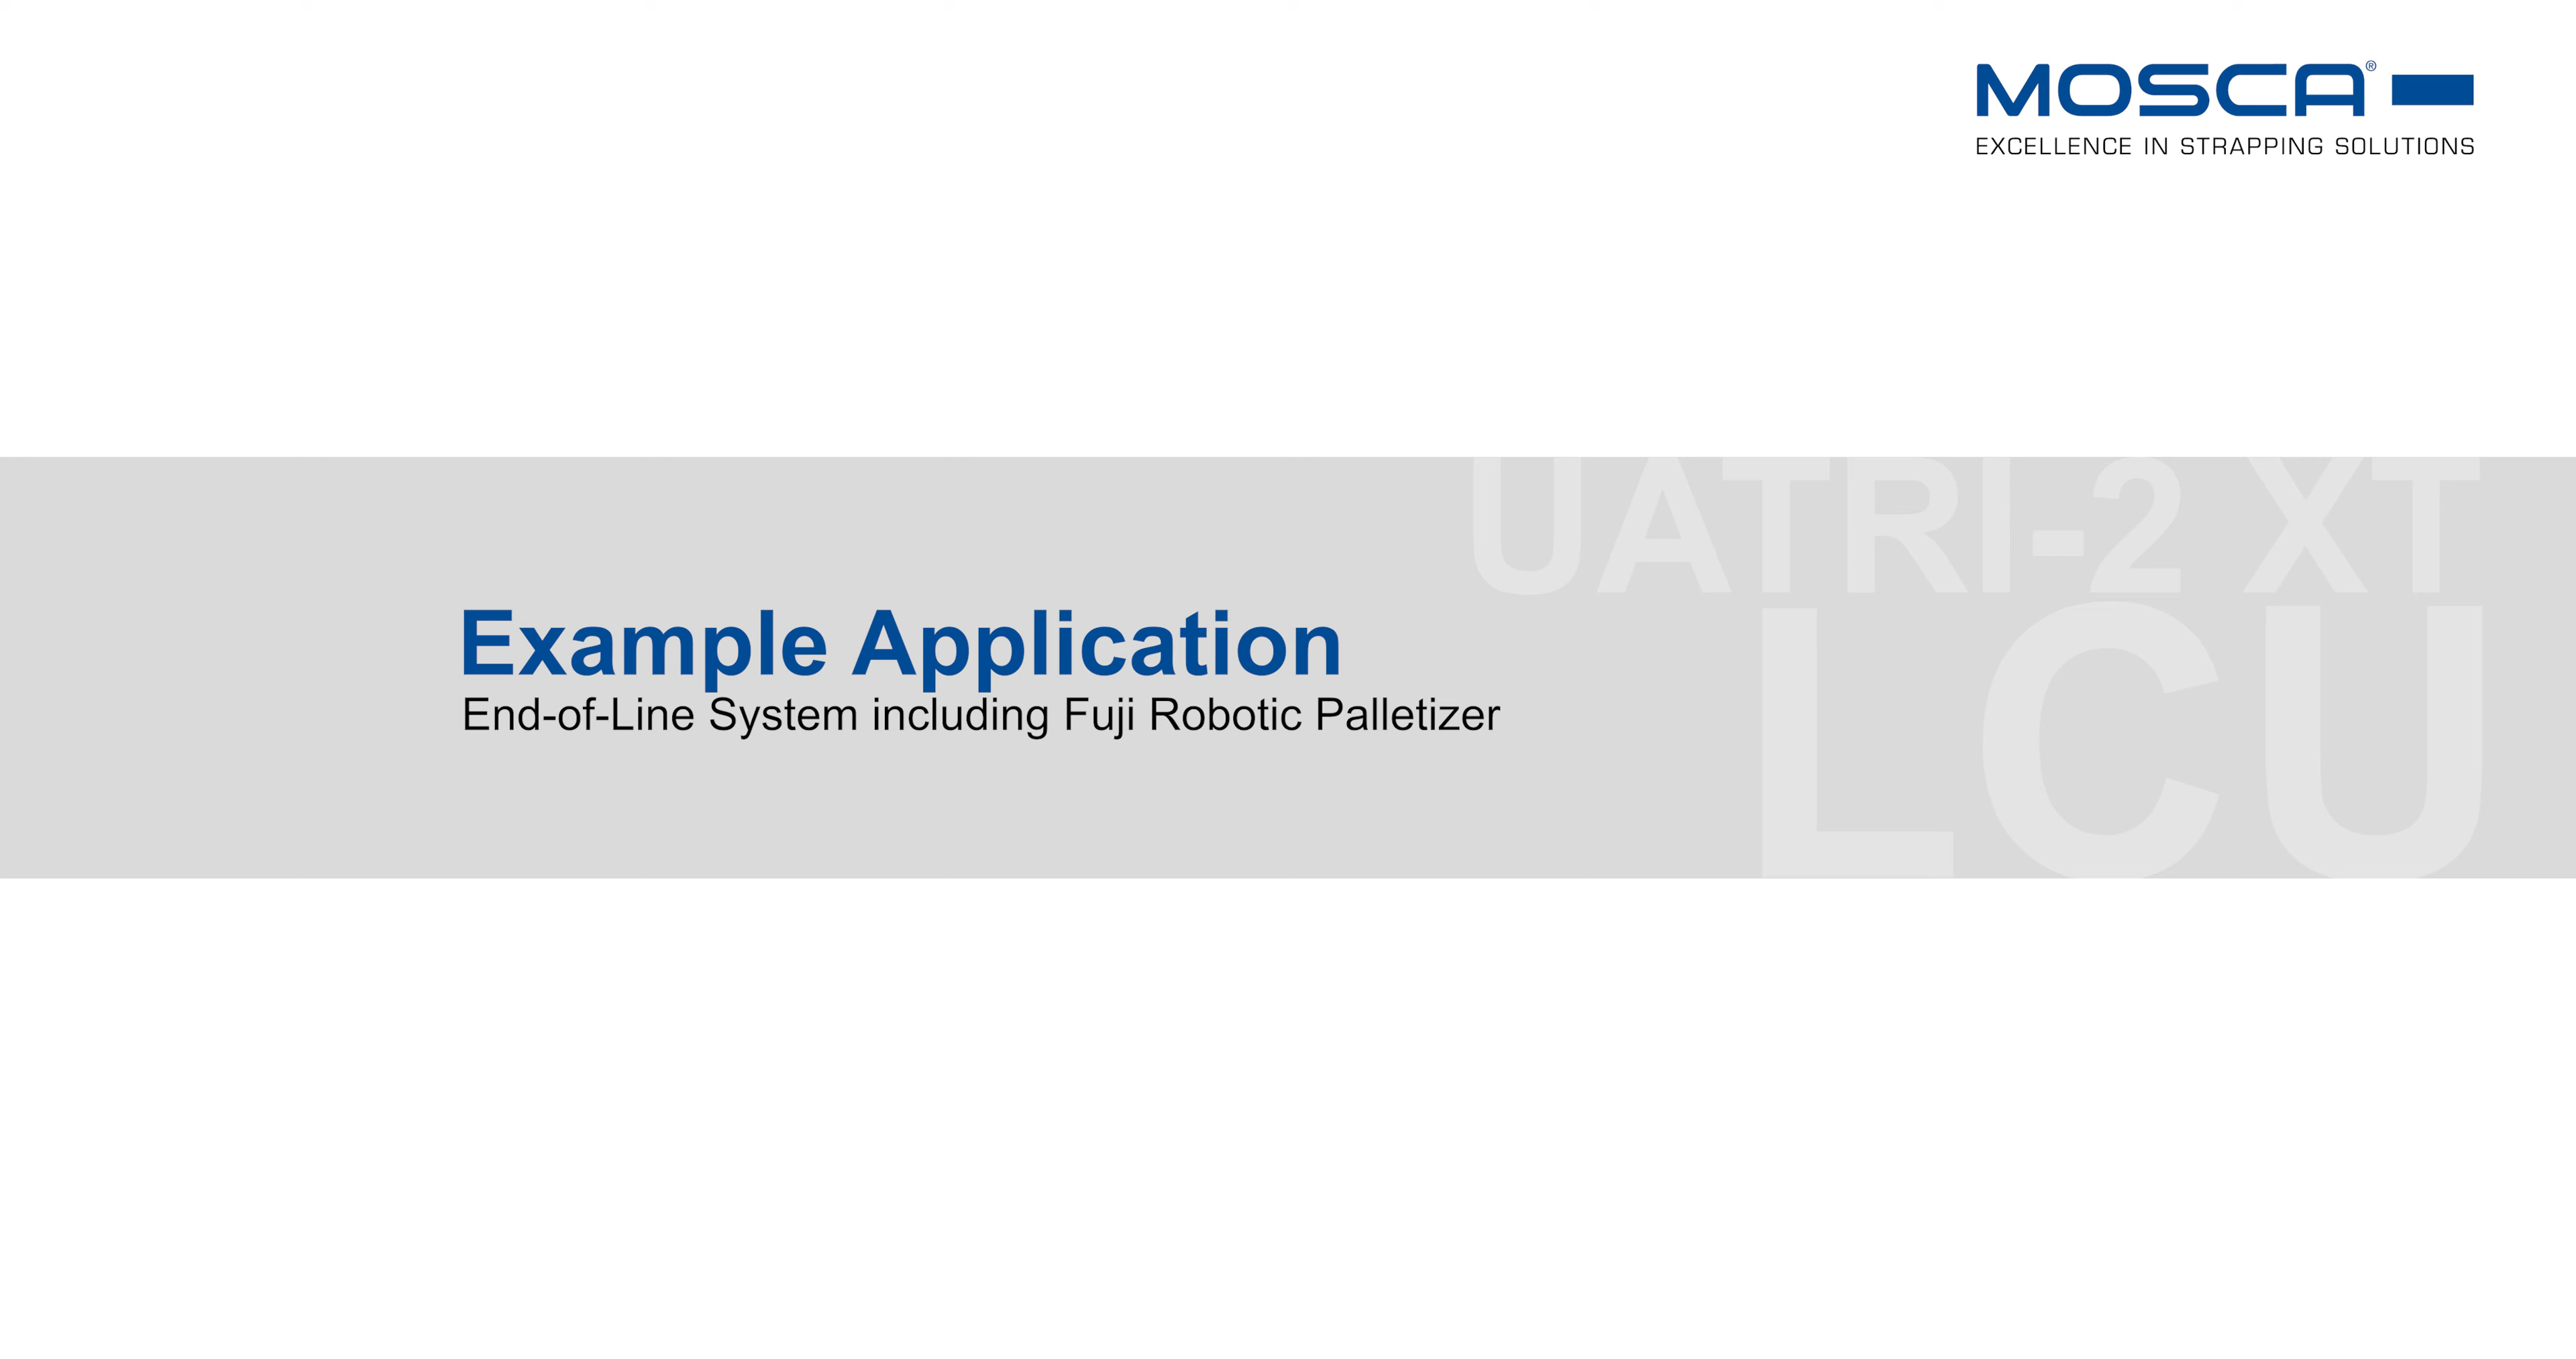 MOSCA®
EXCELLENCE IN STRAPPING SOLUTIONS
UATRI-2 XT
LCU
Example Application
End-of-Line System including Fuji Robotic Palletizer